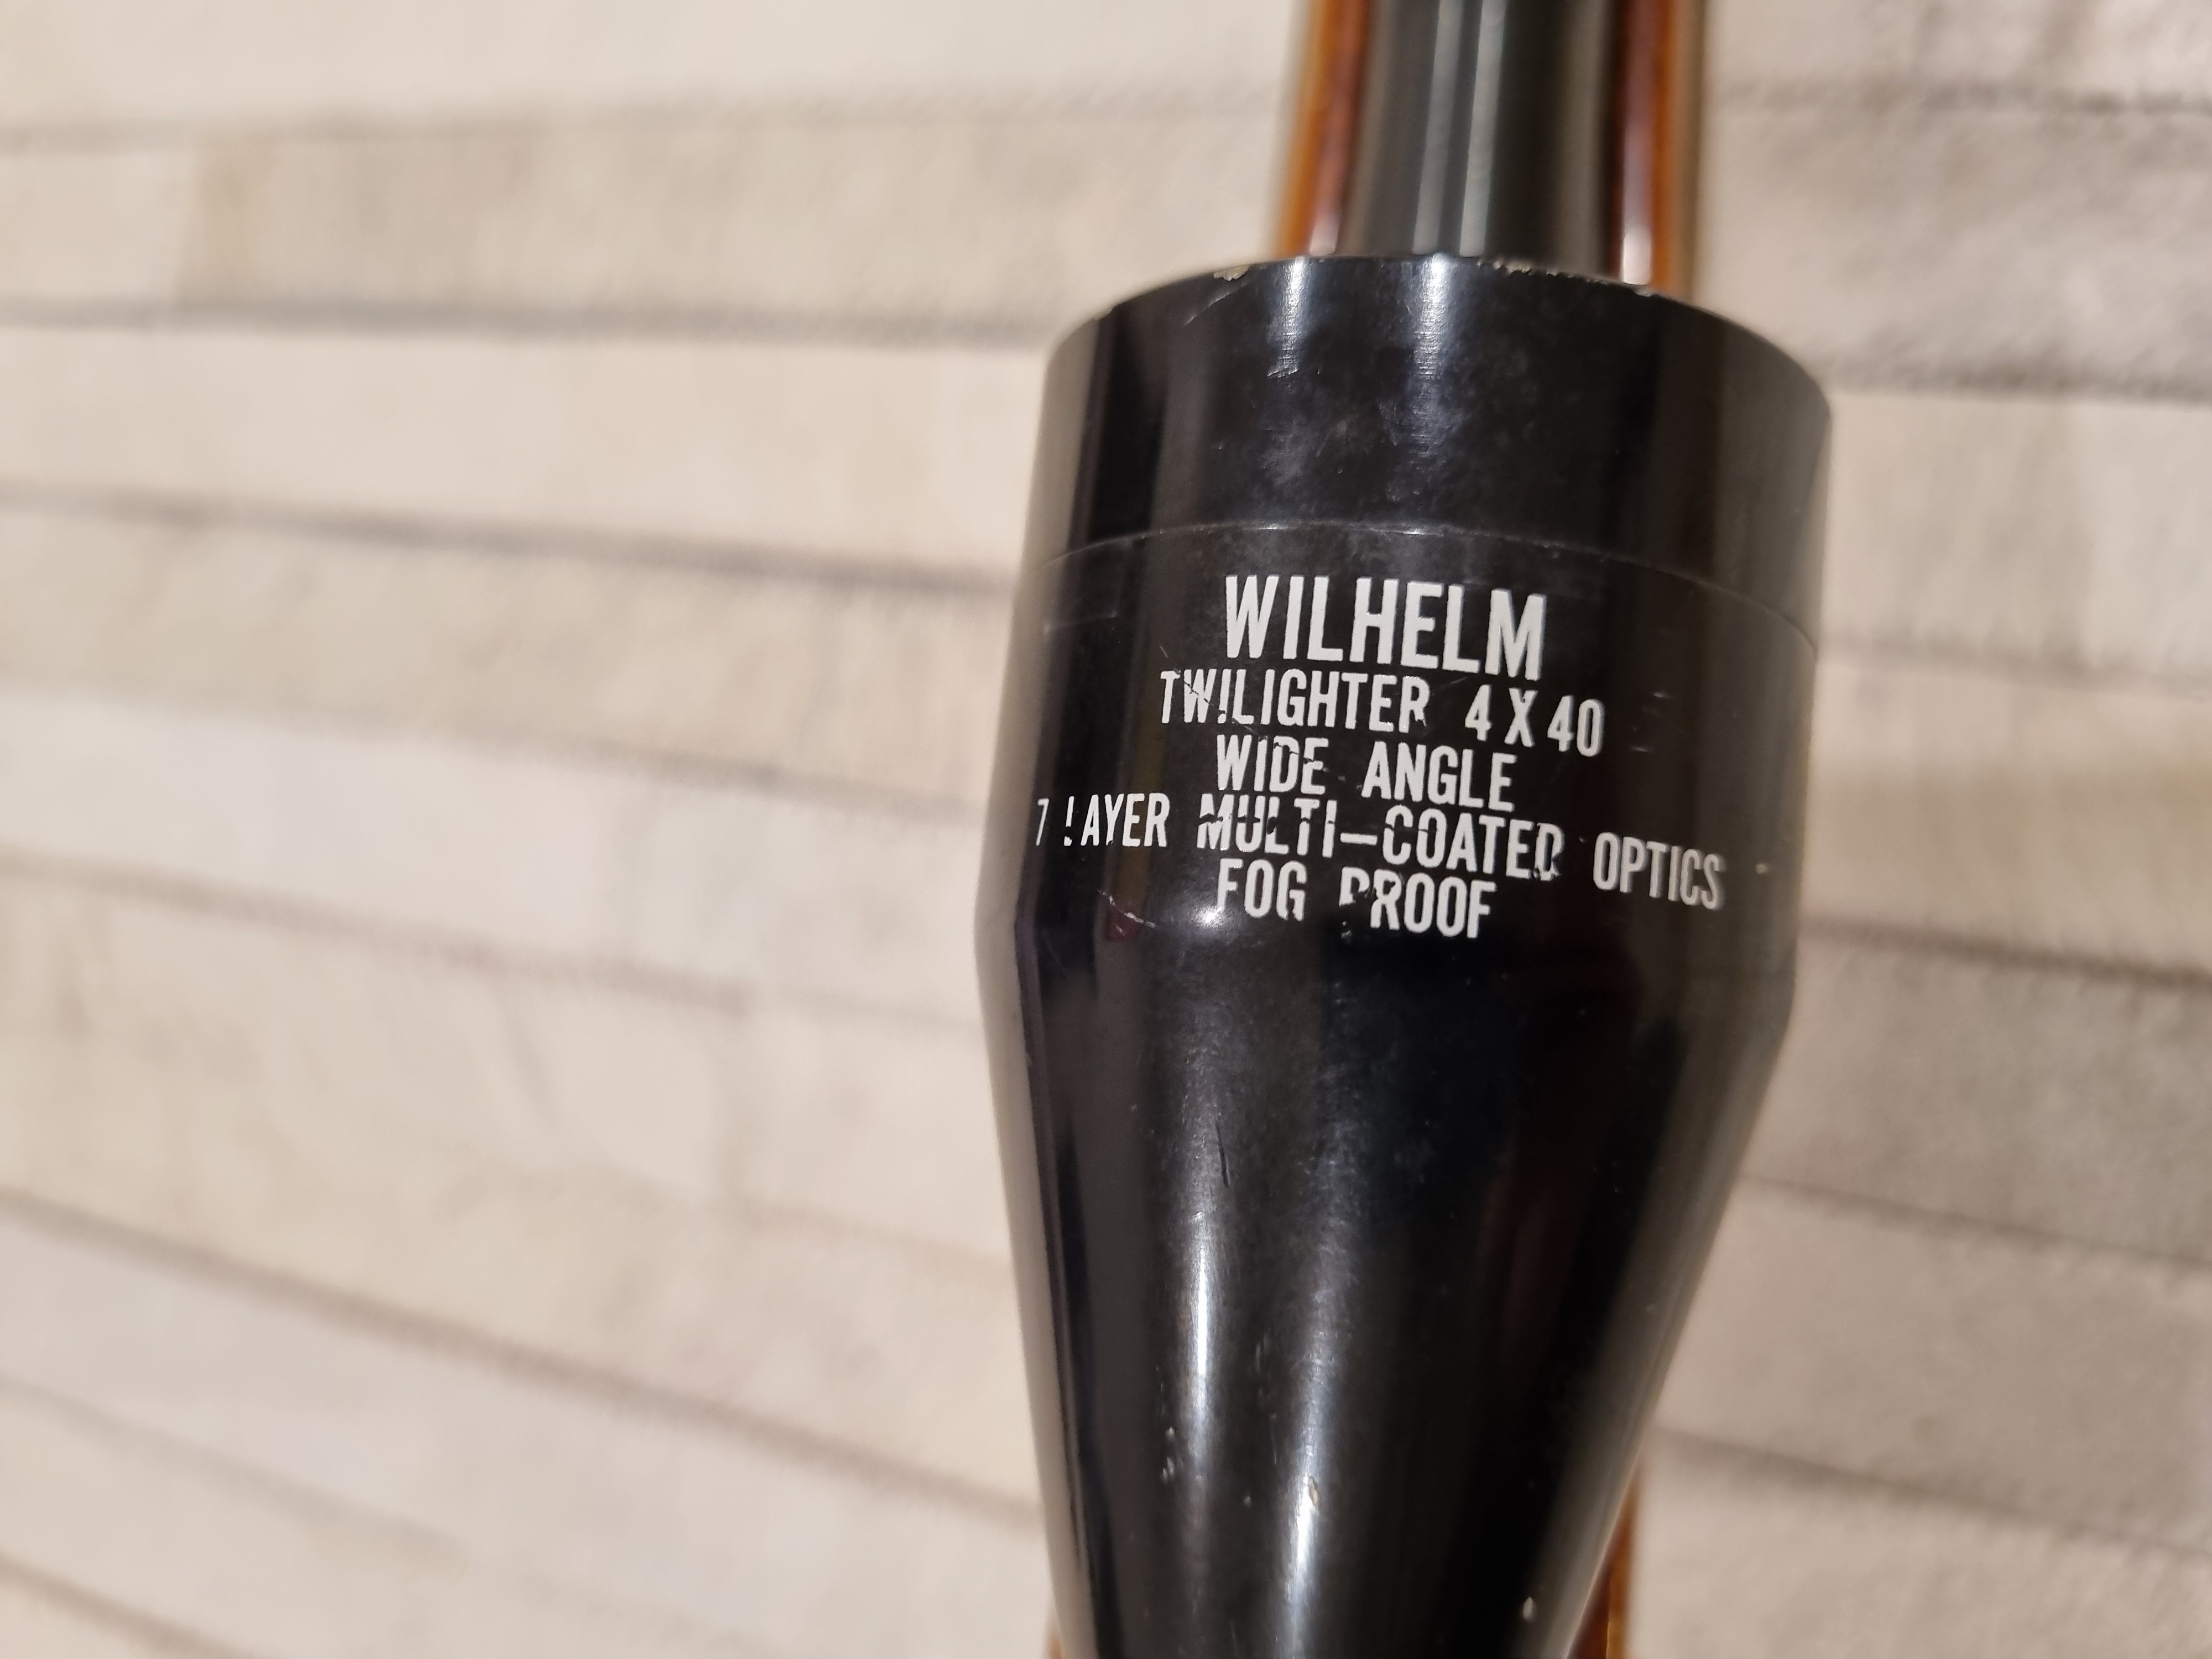 WILHELM
TWILIGHTER 4X40
WIDE ANGLE
7 LAYER MULTI-COATED OPTICS
FOG PROOF